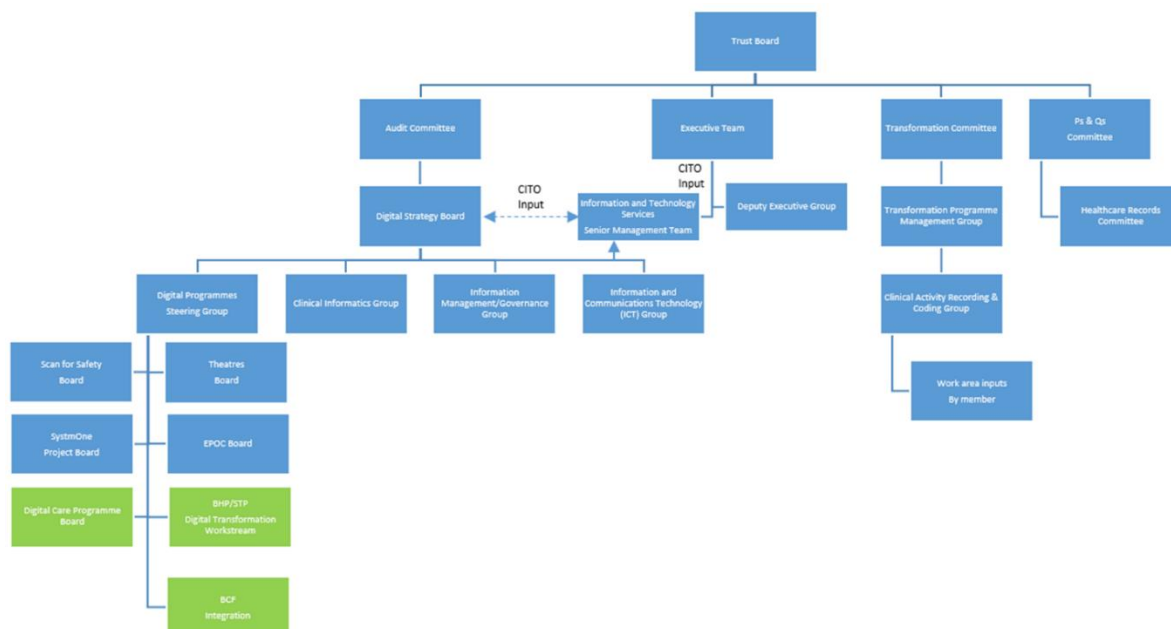 Trust Board
Audit Committee
Executive Team
Transformation Committee
Ps & Qs
Committee
CITO
Input
CITO
Input
Digital Strategy Board
Information and Technology
Services
Senior Management Team
Deputy Executive Group
Transformation Programme
Management Group
Healthcare Records
Committee
Digital Programmes
Steering Group
Clinical Informatics Group
Information
Management/Governance
Group
Information and
Communications Technology
(ICT) Group
Clinical Activity Recording &
Coding Group
Scan for Safety
Board
Theatres
Board
Work area inputs
By member
SystmOne
Project Board
EPOC Board
Digital Care Programme
Board
BHP/STP
Digital Transformation
Workstream
BCF
Integration